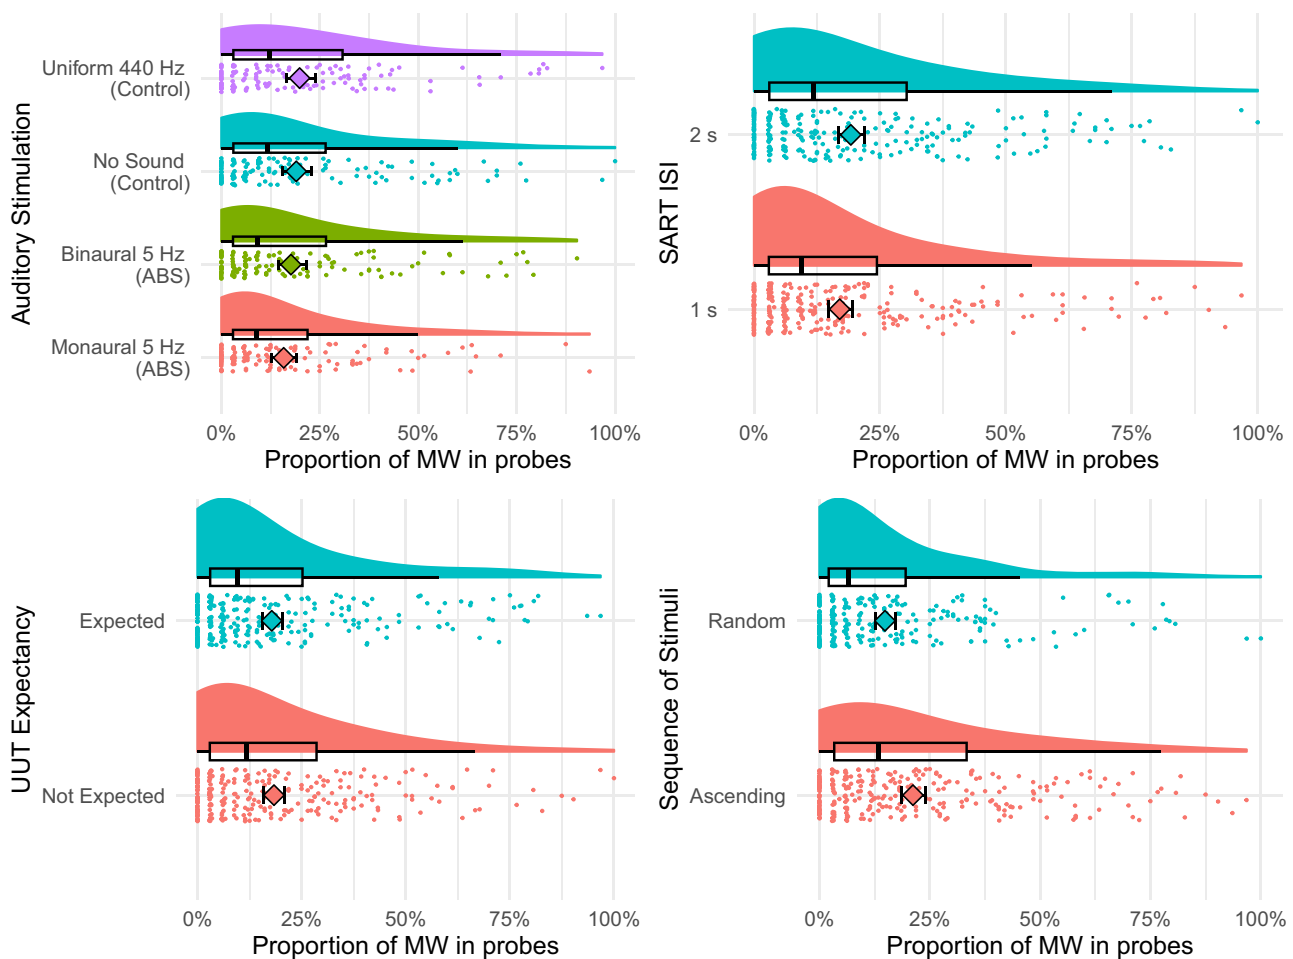 Auditory Stimulation
Uniform 440 Hz
(Control)
No Sound
(Control)
Binaural 5 Hz
(ABS)
Monaural 5 Hz
(ABS)
0% 25% 50% 75% 100%
Proportion of MW in probes
SART ISI
2 s
1 s
0% 25% 50% 75% 100%
Proportion of MW in probes
UUT Expectancy
Expected
Not Expected
0% 25% 50% 75% 100%
Proportion of MW in probes
Sequence of Stimuli
Random
Ascending
0% 25% 50% 75% 100%
Proportion of MW in probes